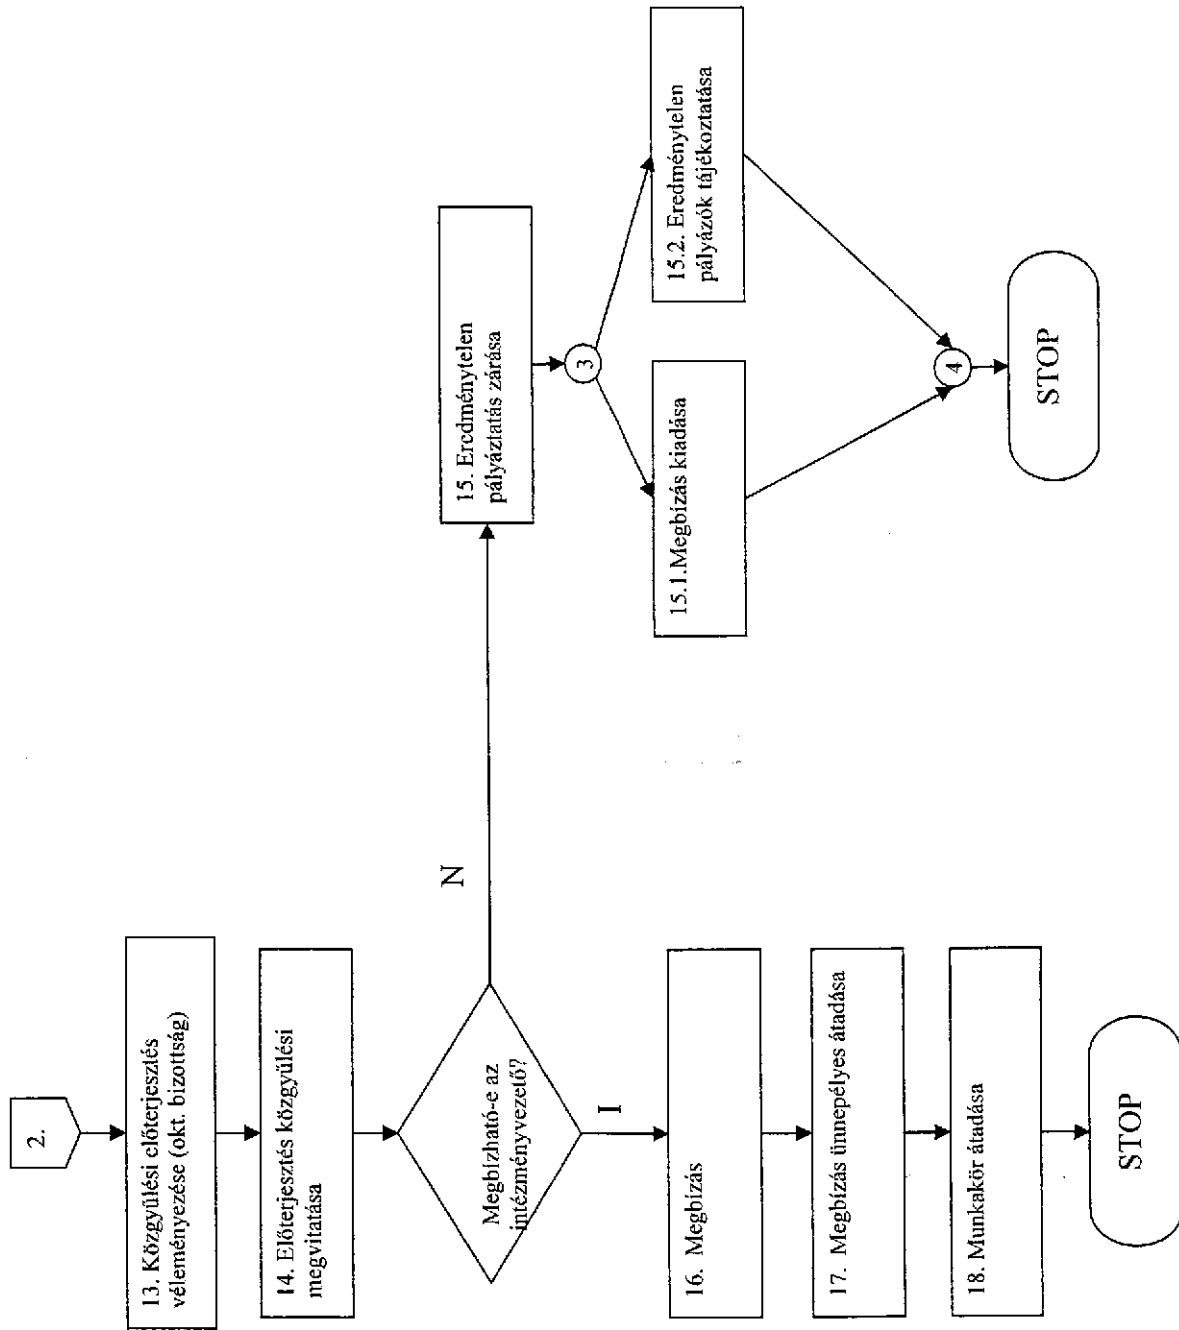 2.
13. Közgyűlési előterjesztés
véleményezése (okt. bizottság)
14. Előterjesztés közgyűlési
megvitatása
Megbízható-e az
intézményvezető?
N
I
15. Eredménytelen
pályáztatás zárása
3
15.1.Megbízás kiadása
15.2. Eredménytelen
pályázók tájékoztatása
4
STOP
16. Megbízás
17. Megbízás ünnepélyes átadása
18. Munkakör átadása
STOP